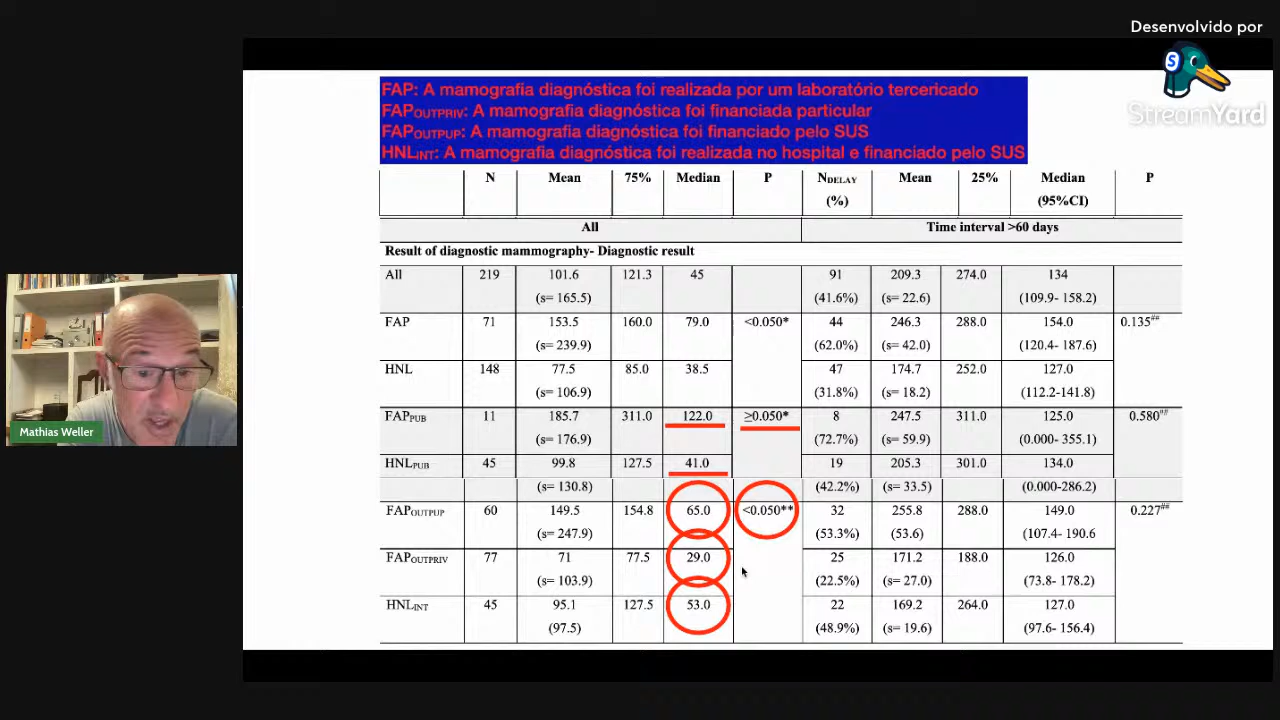 Desenvolvido por
S
StreamYard
FAP: A mamografia diagnóstica foi realizada por um laboratório tercericado
FAPOUTPRIV: A mamografia diagnóstica foi financiada particular
FAPOUTPUP: A mamografia diagnóstica foi financiado pelo SUS
HNLINT: A mamografia diagnóstica foi realizada no hospital e financiado pelo SUS
N Mean 75% Median P NDELAY Mean 25% Median P
(%) (95%CI)
All Time interval >60 days
Result of diagnostic mammography- Diagnostic result
All 219 101.6 121.3 45 91 209.3 274.0 134
(s= 165.5) (41.6%) (s= 22.6) (109.9- 158.2)
FAP 71 153.5 160.0 79.0 <0.050* 44 246.3 288.0 154.0 0.135##
(s= 239.9) (62.0%) (s= 42.0) (120.4- 187.6)
HNL 148 77.5 85.0 38.5 47 174.7 252.0 127.0
(s= 106.9) (31.8%) (s= 18.2) (112.2-141.8)
FAPPUB 11 185.7 311.0 122.0 ≥0.050* 8 247.5 311.0 125.0 0.580##
(s= 176.9) (72.7%) (s= 59.9) (0.000- 355.1)
HNLPUB 45 99.8 127.5 41.0 19 205.3 301.0 134.0
(s= 130.8) (42.2%) (s= 33.5) (0.000-286.2)
FAPOUTPUP 60 149.5 154.8 65.0 <0.050** 32 255.8 288.0 149.0 0.227##
(s= 247.9) (53.3%) (53.6) (107.4- 190.6
FAPOUTPRIV 77 71 77.5 29.0 25 171.2 188.0 126.0
(s= 103.9) (22.5%) (s= 27.0) (73.8- 178.2)
HNLINT 45 95.1 127.5 53.0 22 169.2 264.0 127.0
(97.5) (48.9%) (s= 19.6) (97.6- 156.4)
Mathias Weller